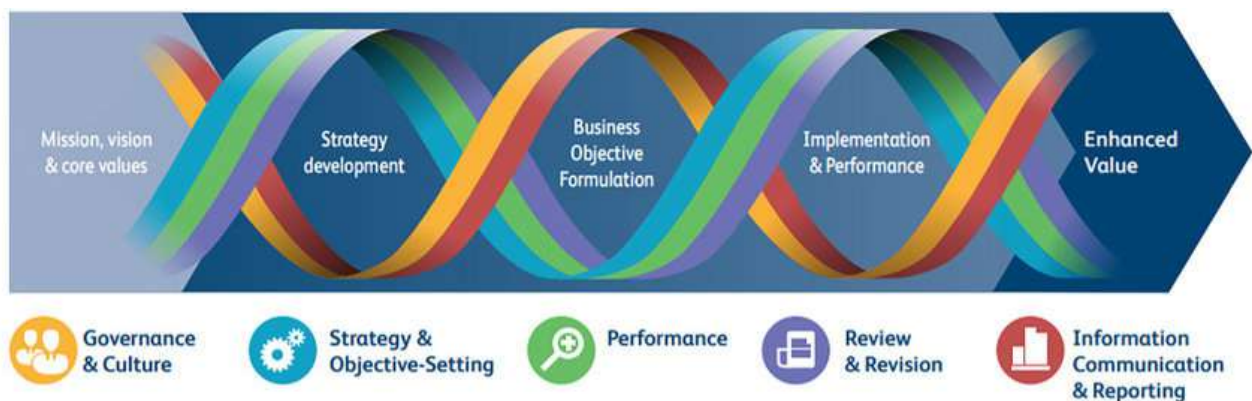 Mission, vision
& core values
Strategy
development
Business
Objective
Formulation
Implementation
& Performance
Enhanced
Value
Governance
& Culture
Strategy &
Objective-Setting
Performance
Review
& Revision
Information
Communication
& Reporting